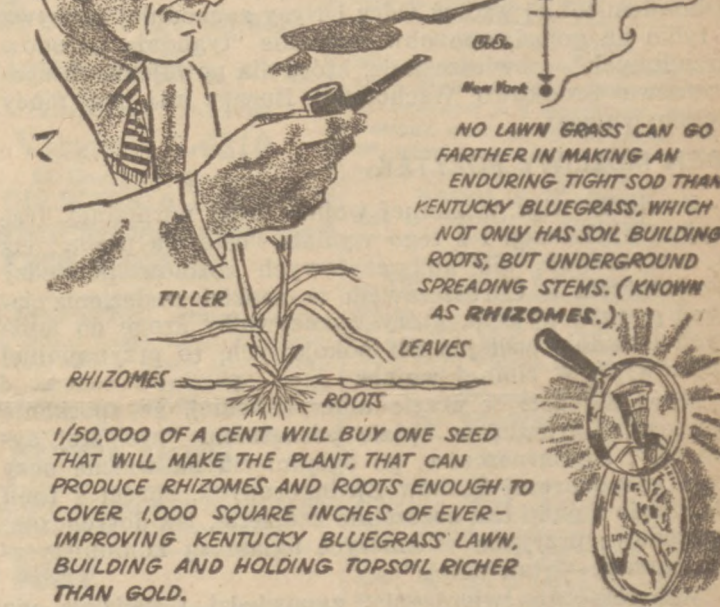 U.S.
New York
NO LAWN GRASS CAN GO
FARTHER IN MAKING AN
ENDURING TIGHT SOD THAN
KENTUCKY BLUEGRASS, WHICH
NOT ONLY HAS SOIL BUILDING
ROOTS, BUT UNDERGROUND
SPREADING STEMS. (KNOWN
AS RHIZOMES.)
TILLER
LEAVES
RHIZOMES
ROOTS
1/50,000 OF A CENT WILL BUY ONE SEED
THAT WILL MAKE THE PLANT, THAT CAN
PRODUCE RHIZOMES AND ROOTS ENOUGH TO
COVER 1,000 SQUARE INCHES OF EVER-
IMPROVING KENTUCKY BLUEGRASS LAWN,
BUILDING AND HOLDING TOPSOIL RICHER
THAN GOLD.